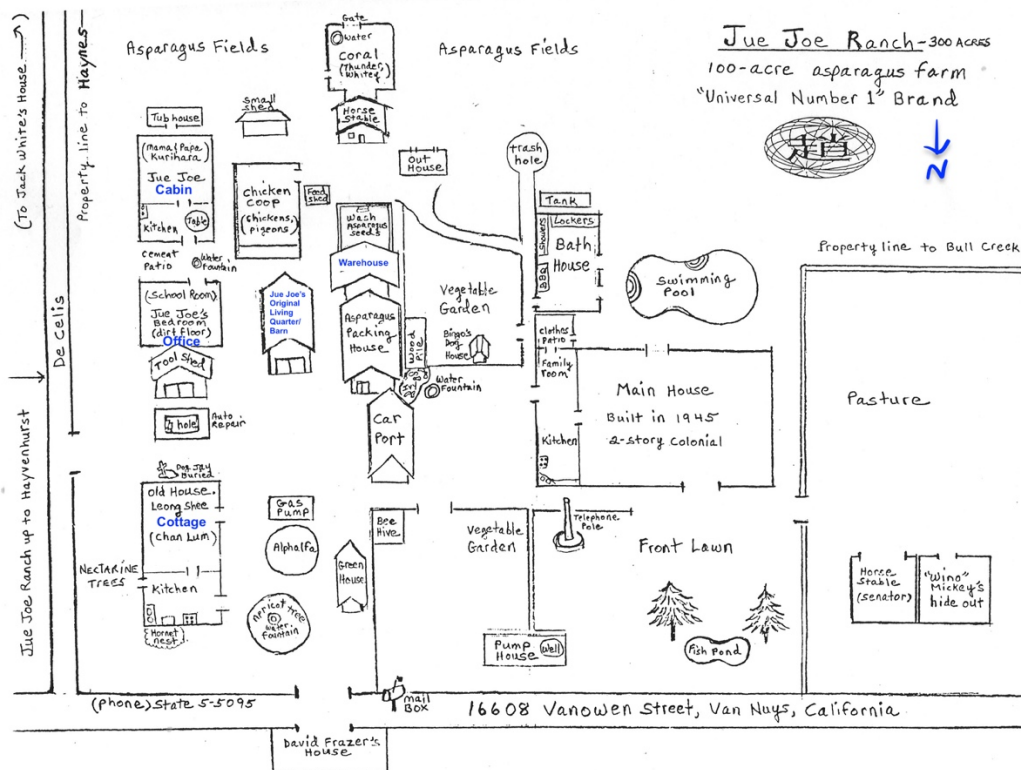 Jue Joe Ranch - 300 ACRES
100-acre asparagus farm
"Universal Number 1" Brand
趙
N
(To Jack White's House)
Property line to Haynes
De Celis
Jue Joe Ranch up to Hayvenhurst
Asparagus Fields
Gate
Water
Coral
(Thunder,
Whitey)
Horse
Stable
Asparagus Fields
Small
shed
Tub house
(mama & Papa
Kurihara)
Jue Joe
Cabin
Kitchen
Table
Cement
Patio
Water
Fountain
Chicken
Coop
(chickens,
pigeons)
Feed
shed
Out
House
trash
hole
Wash
Asparagus
seeds
Warehouse
Asparagus
Packing
House
Vegetable
Garden
Wood
Pile
Bingo's
Dog
House
Water
Fountain
Car
Port
Tank
Lockers
Showers
Bath
House
BBQ
Swimming
Pool
Property line to Bull Creek
(School Room)
Jue Joe's
Bedroom
(dirt floor)
Office
Tool shed
Jue Joe's
Original
Living
Quarter/
Barn
hole
Auto
Repair
clothes
Patio
Family
room
Kitchen
Main House
Built in 1945
2-story Colonial
Pasture
Dog Jay
Buried
Old House
Leong Shee
Cottage
(Chan Lum)
NECTARINE
TREES
Kitchen
Hornet
nest
Gas
Pump
Alphalfa
Apricot tree
Water
fountain
Green
House
Bee
Hive
Vegetable
Garden
Telephone
Pole
Front Lawn
Pump
House
Well
Fish Pond
Horse
Stable
(senator)
"Wino"
Mickey's
hide out
(Phone) State 5-5095
mail
Box
16608 Vanowen Street, Van Nuys, California
David Frazer's
House